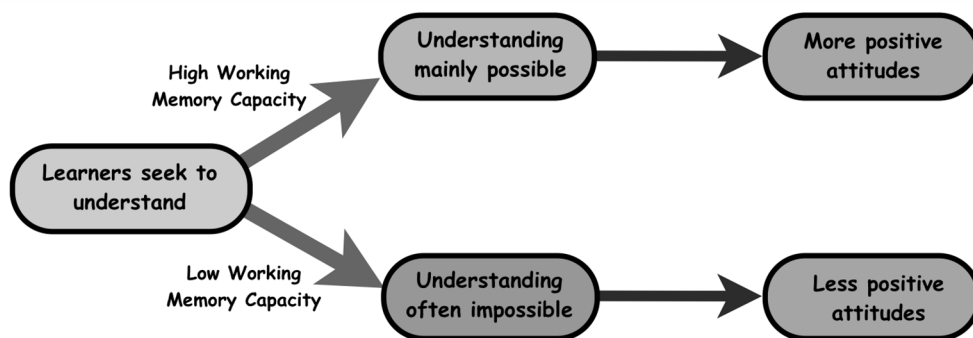 Understanding
mainly possible
More positive
attitudes
High Working
Memory Capacity
Learners seek to
understand
Low Working
Memory Capacity
Understanding
often impossible
Less positive
attitudes